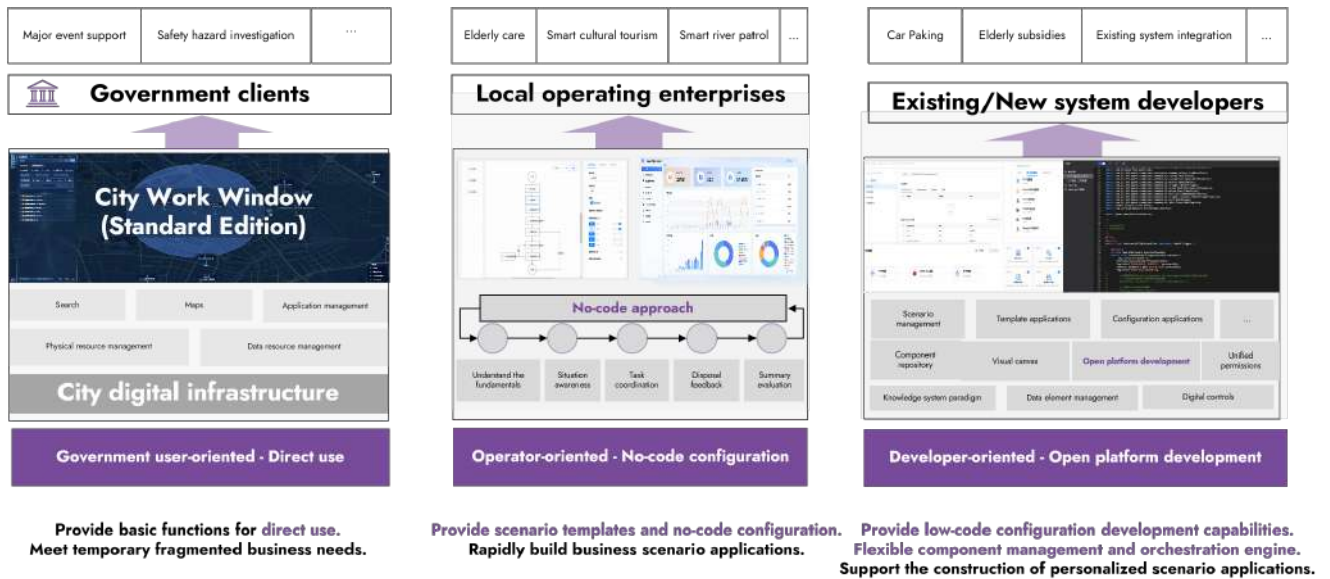 Major event support
Safety hazard investigation
...
Government clients
City Work Window
(Standard Edition)
Search
Maps
Application management
Physical resource management
Data resource management
City digital infrastructure
Government user-oriented - Direct use
Provide basic functions for direct use.
Meet temporary fragmented business needs.
Elderly care
Smart cultural tourism
Smart river patrol
...
Local operating enterprises
No-code approach
Understand the
fundamentals
Situation
awareness
Task
coordination
Disposal
feedback
Summary
evaluation
Operator-oriented - No-code configuration
Provide scenario templates and no-code configuration.
Rapidly build business scenario applications.
Car Paking
Elderly subsidies
Existing system integration
...
Existing/New system developers
Scenario
management
Template applications
Configuration applications
...
Component
repository
Visual canvas
Open platform development
Unified
permissions
Knowledge system paradigm
Data element management
Digital controls
Developer-oriented - Open platform development
Provide low-code configuration development capabilities.
Flexible component management and orchestration engine.
Support the construction of personalized scenario applications.